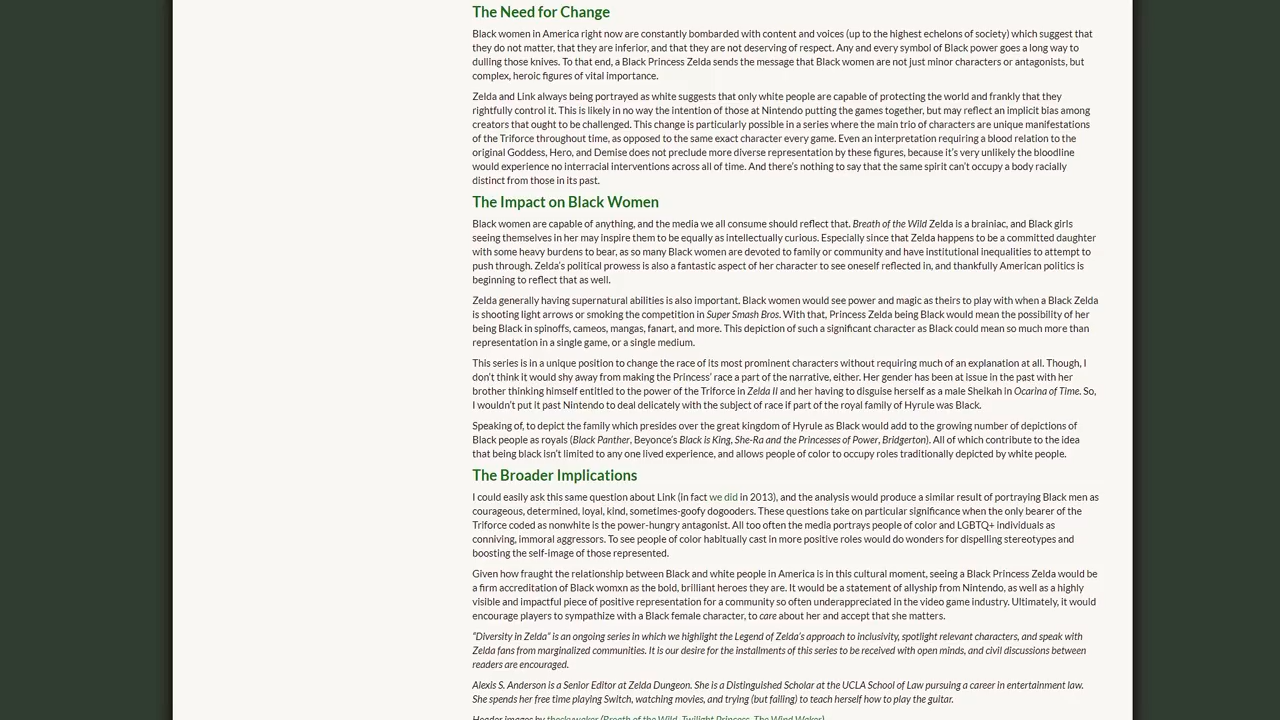 The Need for Change
Black women in America right now are constantly bombarded with content and voices (up to the highest echelons of society) which suggest that
they do not matter, that they are inferior, and that they are not deserving of respect. Any and every symbol of Black power goes a long way to
dulling those knives. To that end, a Black Princess Zelda sends the message that Black women are not just minor characters or antagonists, but
complex, heroic figures of vital importance.
Zelda and Link always being portrayed as white suggests that only white people are capable of protecting the world and frankly that they
rightfully control it. This is likely in no way the intention of those at Nintendo putting the games together, but may reflect an implicit bias among
creators that ought to be challenged. This change is particularly possible in a series where the main trio of characters are unique manifestations
of the Triforce throughout time, as opposed to the same exact character every game. Even an interpretation requiring a blood relation to the
original Goddess, Hero, and Demise does not preclude more diverse representation by these figures, because it's very unlikely the bloodline
would experience no interracial interventions across all of time. And there's nothing to say that the same spirit can't occupy a body racially
distinct from those in its past.
The Impact on Black Women
Black women are capable of anything, and the media we all consume should reflect that. Breath of the Wild Zelda is a brainiac, and Black girls
seeing themselves in her may inspire them to be equally as intellectually curious. Especially since that Zelda happens to be a committed daughter
with some heavy burdens to bear, as so many Black women are devoted to family or community and have institutional inequalities to attempt to
push through. Zelda's political prowess is also a fantastic aspect of her character to see oneself reflected in, and thankfully American politics is
beginning to reflect that as well.
Zelda generally having supernatural abilities is also important. Black women would see power and magic as theirs to play with when a Black Zelda
is shooting light arrows or smoking the competition in Super Smash Bros. With that, Princess Zelda being Black would mean the possibility of her
being Black in spinoffs, cameos, mangas, fanart, and more. This depiction of such a significant character as Black could mean so much more than
representation in a single game, or a single medium.
This series is in a unique position to change the race of its most prominent characters without requiring much of an explanation at all. Though, I
don't think it would shy away from making the Princess' race a part of the narrative, either. Her gender has been at issue in the past with her
brother thinking himself entitled to the power of the Triforce in Zelda II and her having to disguise herself as a male Sheikah in Ocarina of Time. So,
I wouldn't put it past Nintendo to deal delicately with the subject of race if part of the royal family of Hyrule was Black.
Speaking of, to depict the family which presides over the great kingdom of Hyrule as Black would add to the growing number of depictions of
Black people as royals (Black Panther, Beyonce's Black is King, She-Ra and the Princesses of Power, Bridgerton). All of which contribute to the idea
that being black isn't limited to any one lived experience, and allows people of color to occupy roles traditionally depicted by white people.
The Broader Implications
I could easily ask this same question about Link (in fact we did in 2013), and the analysis would produce a similar result of portraying Black men as
courageous, determined, loyal, kind, sometimes-goofy dogooders. These questions take on particular significance when the only bearer of the
Triforce coded as nonwhite is the power-hungry antagonist. All too often the media portrays people of color and LGBTQ+ individuals as
conniving, immoral aggressors. To see people of color habitually cast in more positive roles would do wonders for dispelling stereotypes and
boosting the self-image of those represented.
Given how fraught the relationship between Black and white people in America is in this cultural moment, seeing a Black Princess Zelda would be
a firm accreditation of Black womxn as the bold, brilliant heroes they are. It would be a statement of allyship from Nintendo, as well as a highly
visible and impactful piece of positive representation for a community so often underappreciated in the video game industry. Ultimately, it would
encourage players to sympathize with a Black female character, to care about her and accept that she matters.
"Diversity in Zelda" is an ongoing series in which we highlight the Legend of Zelda's approach to inclusivity, spotlight relevant characters, and speak with
Zelda fans from marginalized communities. It is our desire for the installments of this series to be received with open minds, and civil discussions between
readers are encouraged.
Alexis S. Anderson is a Senior Editor at Zelda Dungeon. She is a Distinguished Scholar at the UCLA School of Law pursuing a career in entertainment law.
She spends her free time playing Switch, watching movies, and trying (but failing) to teach herself how to play the guitar.
Header images by theskywaker (Breath of the Wild, Twilight Princess, The Wind Waker)